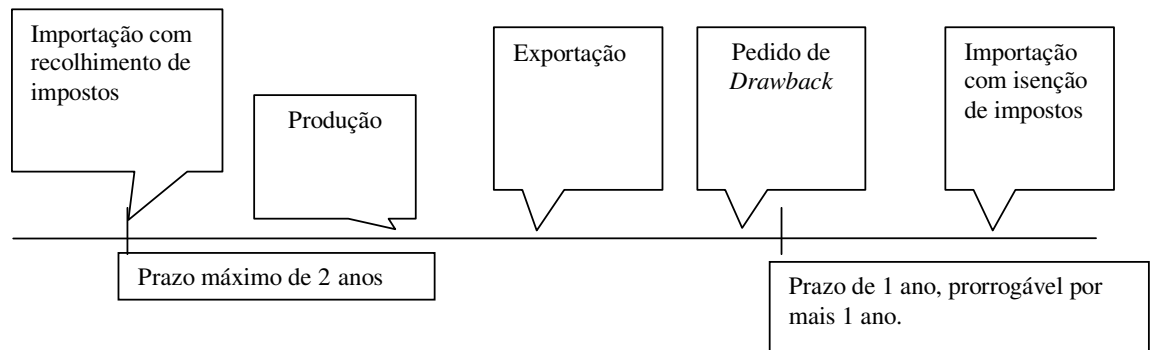 Importação com
recolhimento de
impostos
Produção
Exportação
Pedido de
Drawback
Importação
com isenção
de impostos
Prazo máximo de 2 anos
Prazo de 1 ano, prorrogável por
mais 1 ano.